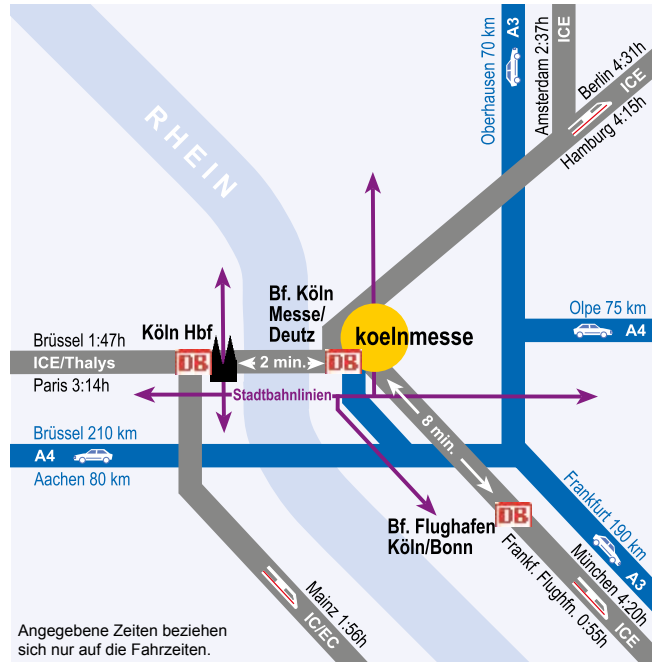 Oberhausen 70 km
A3
Amsterdam 2:37h
ICE
Berlin 4:31h
ICE
Hamburg 4:15h
RHEIN
Bf. Köln
Messe/
Deutz
koelnmesse
Olpe 75 km
A4
Brüssel 1:47h
ICE/Thalys
Paris 3:14h
Köln Hbf
DB
2 min.
DB
Stadtbahnlinien
8 min.
Brüssel 210 km
A4
Aachen 80 km
Bf. Flughafen
Köln/Bonn
DB
Frankfurt 190 km
A3
München 4:20h
ICE
Frankf. Flughfn. 0:55h
Mainz 1:56h
IC/EC
Angegebene Zeiten beziehen
sich nur auf die Fahrzeiten.